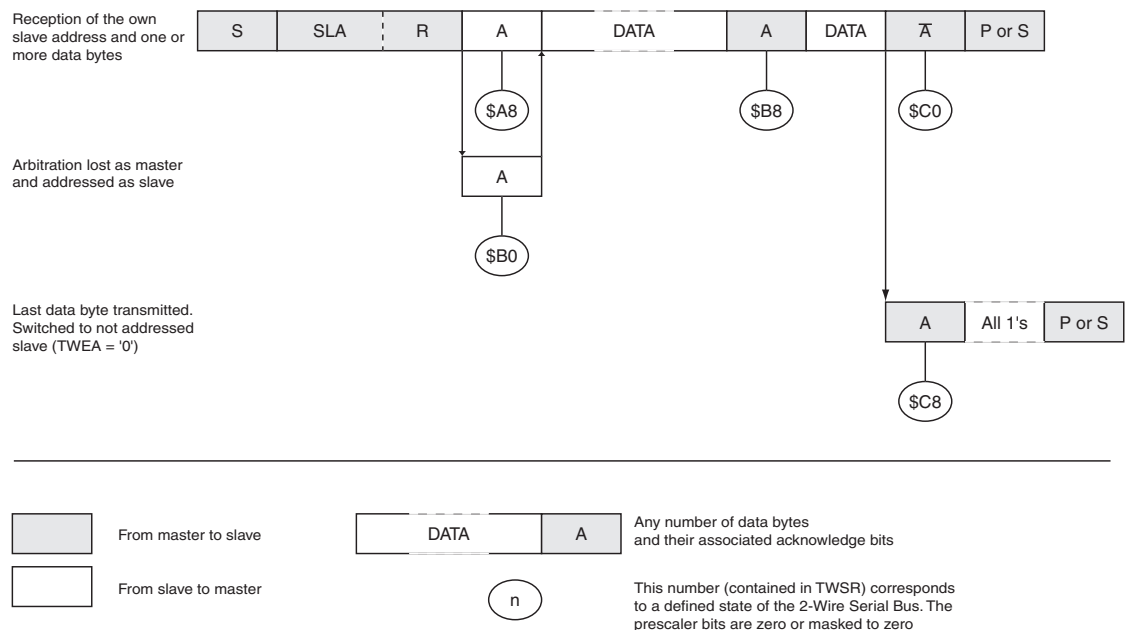 Reception of the own
slave address and one or
more data bytes
S SLA R A DATA A DATA A̅ P or S
$A8 $B8 $C0
Arbitration lost as master
and addressed as slave
A
$B0
Last data byte transmitted.
Switched to not addressed
slave (TWEA = '0')
A All 1's P or S
$C8
From master to slave
DATA A
Any number of data bytes
and their associated acknowledge bits
From slave to master
n
This number (contained in TWSR) corresponds
to a defined state of the 2-Wire Serial Bus. The
prescaler bits are zero or masked to zero